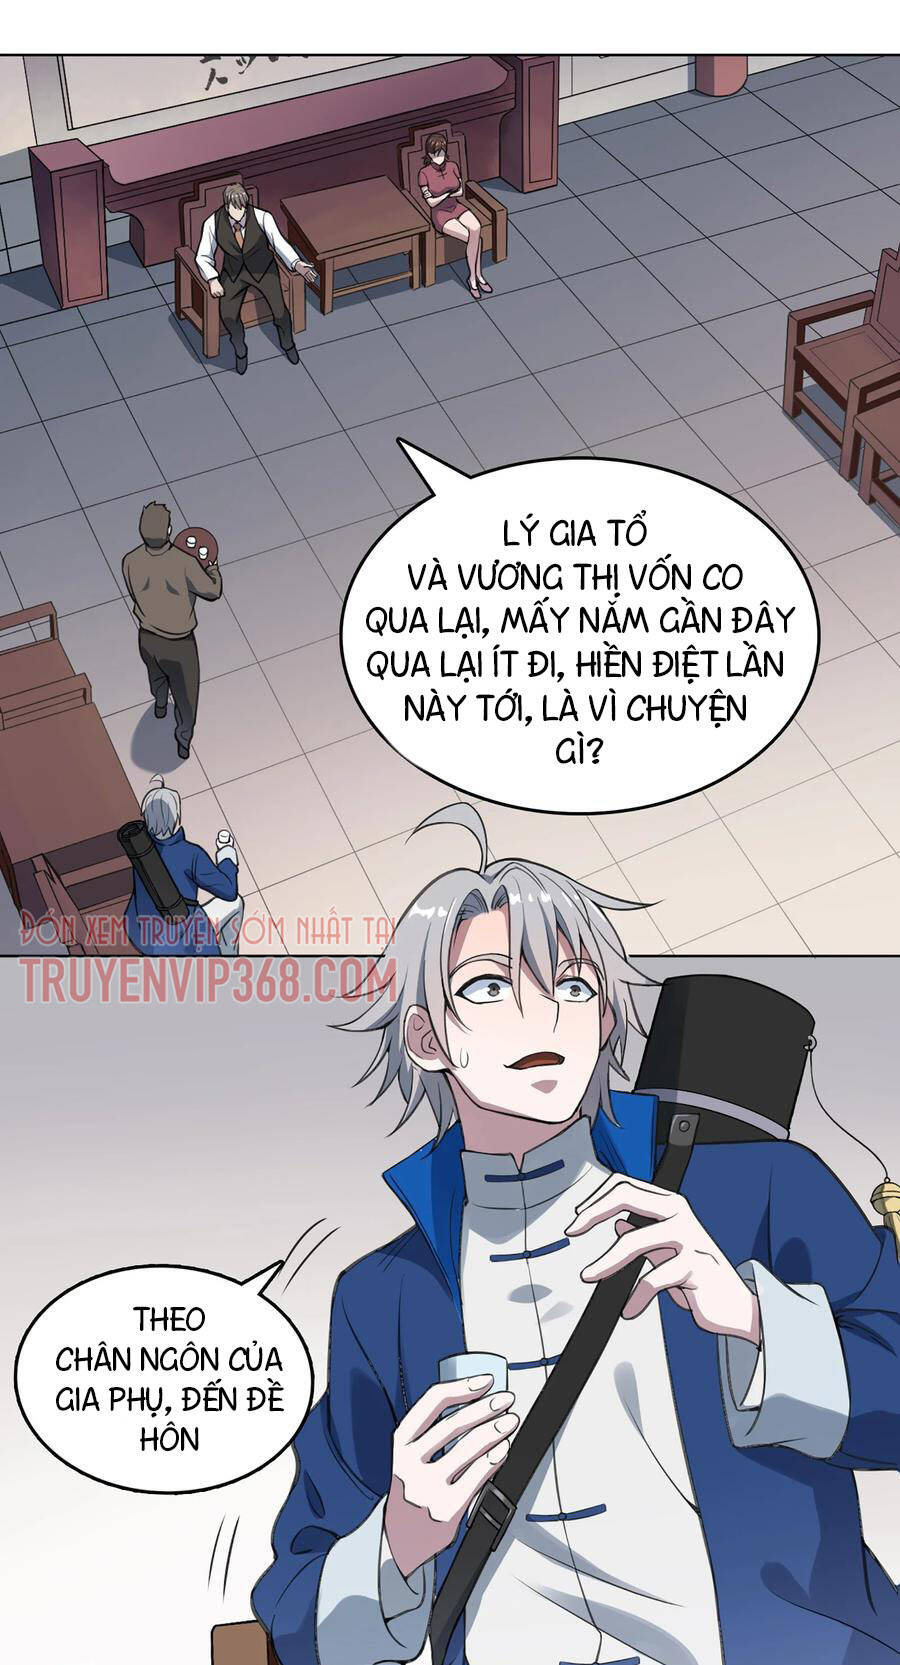 LÝ GIA TỔ
VÀ VƯƠNG THỊ VỐN CO
QUA LẠI, MẤY NĂM GẦN ĐÂY
QUA LẠI ÍT ĐI, HIỀN ĐIỆT LẦN
NÀY TỚI, LÀ VÌ CHUYỆN
GÌ?
ĐÓN XEM TRUYỆN SỚM NHẤT TẠI
TRUYENVIP368.COM
THEO
CHÂN NGÔN CỦA
GIA PHỤ, ĐẾN ĐỀ
HÔN